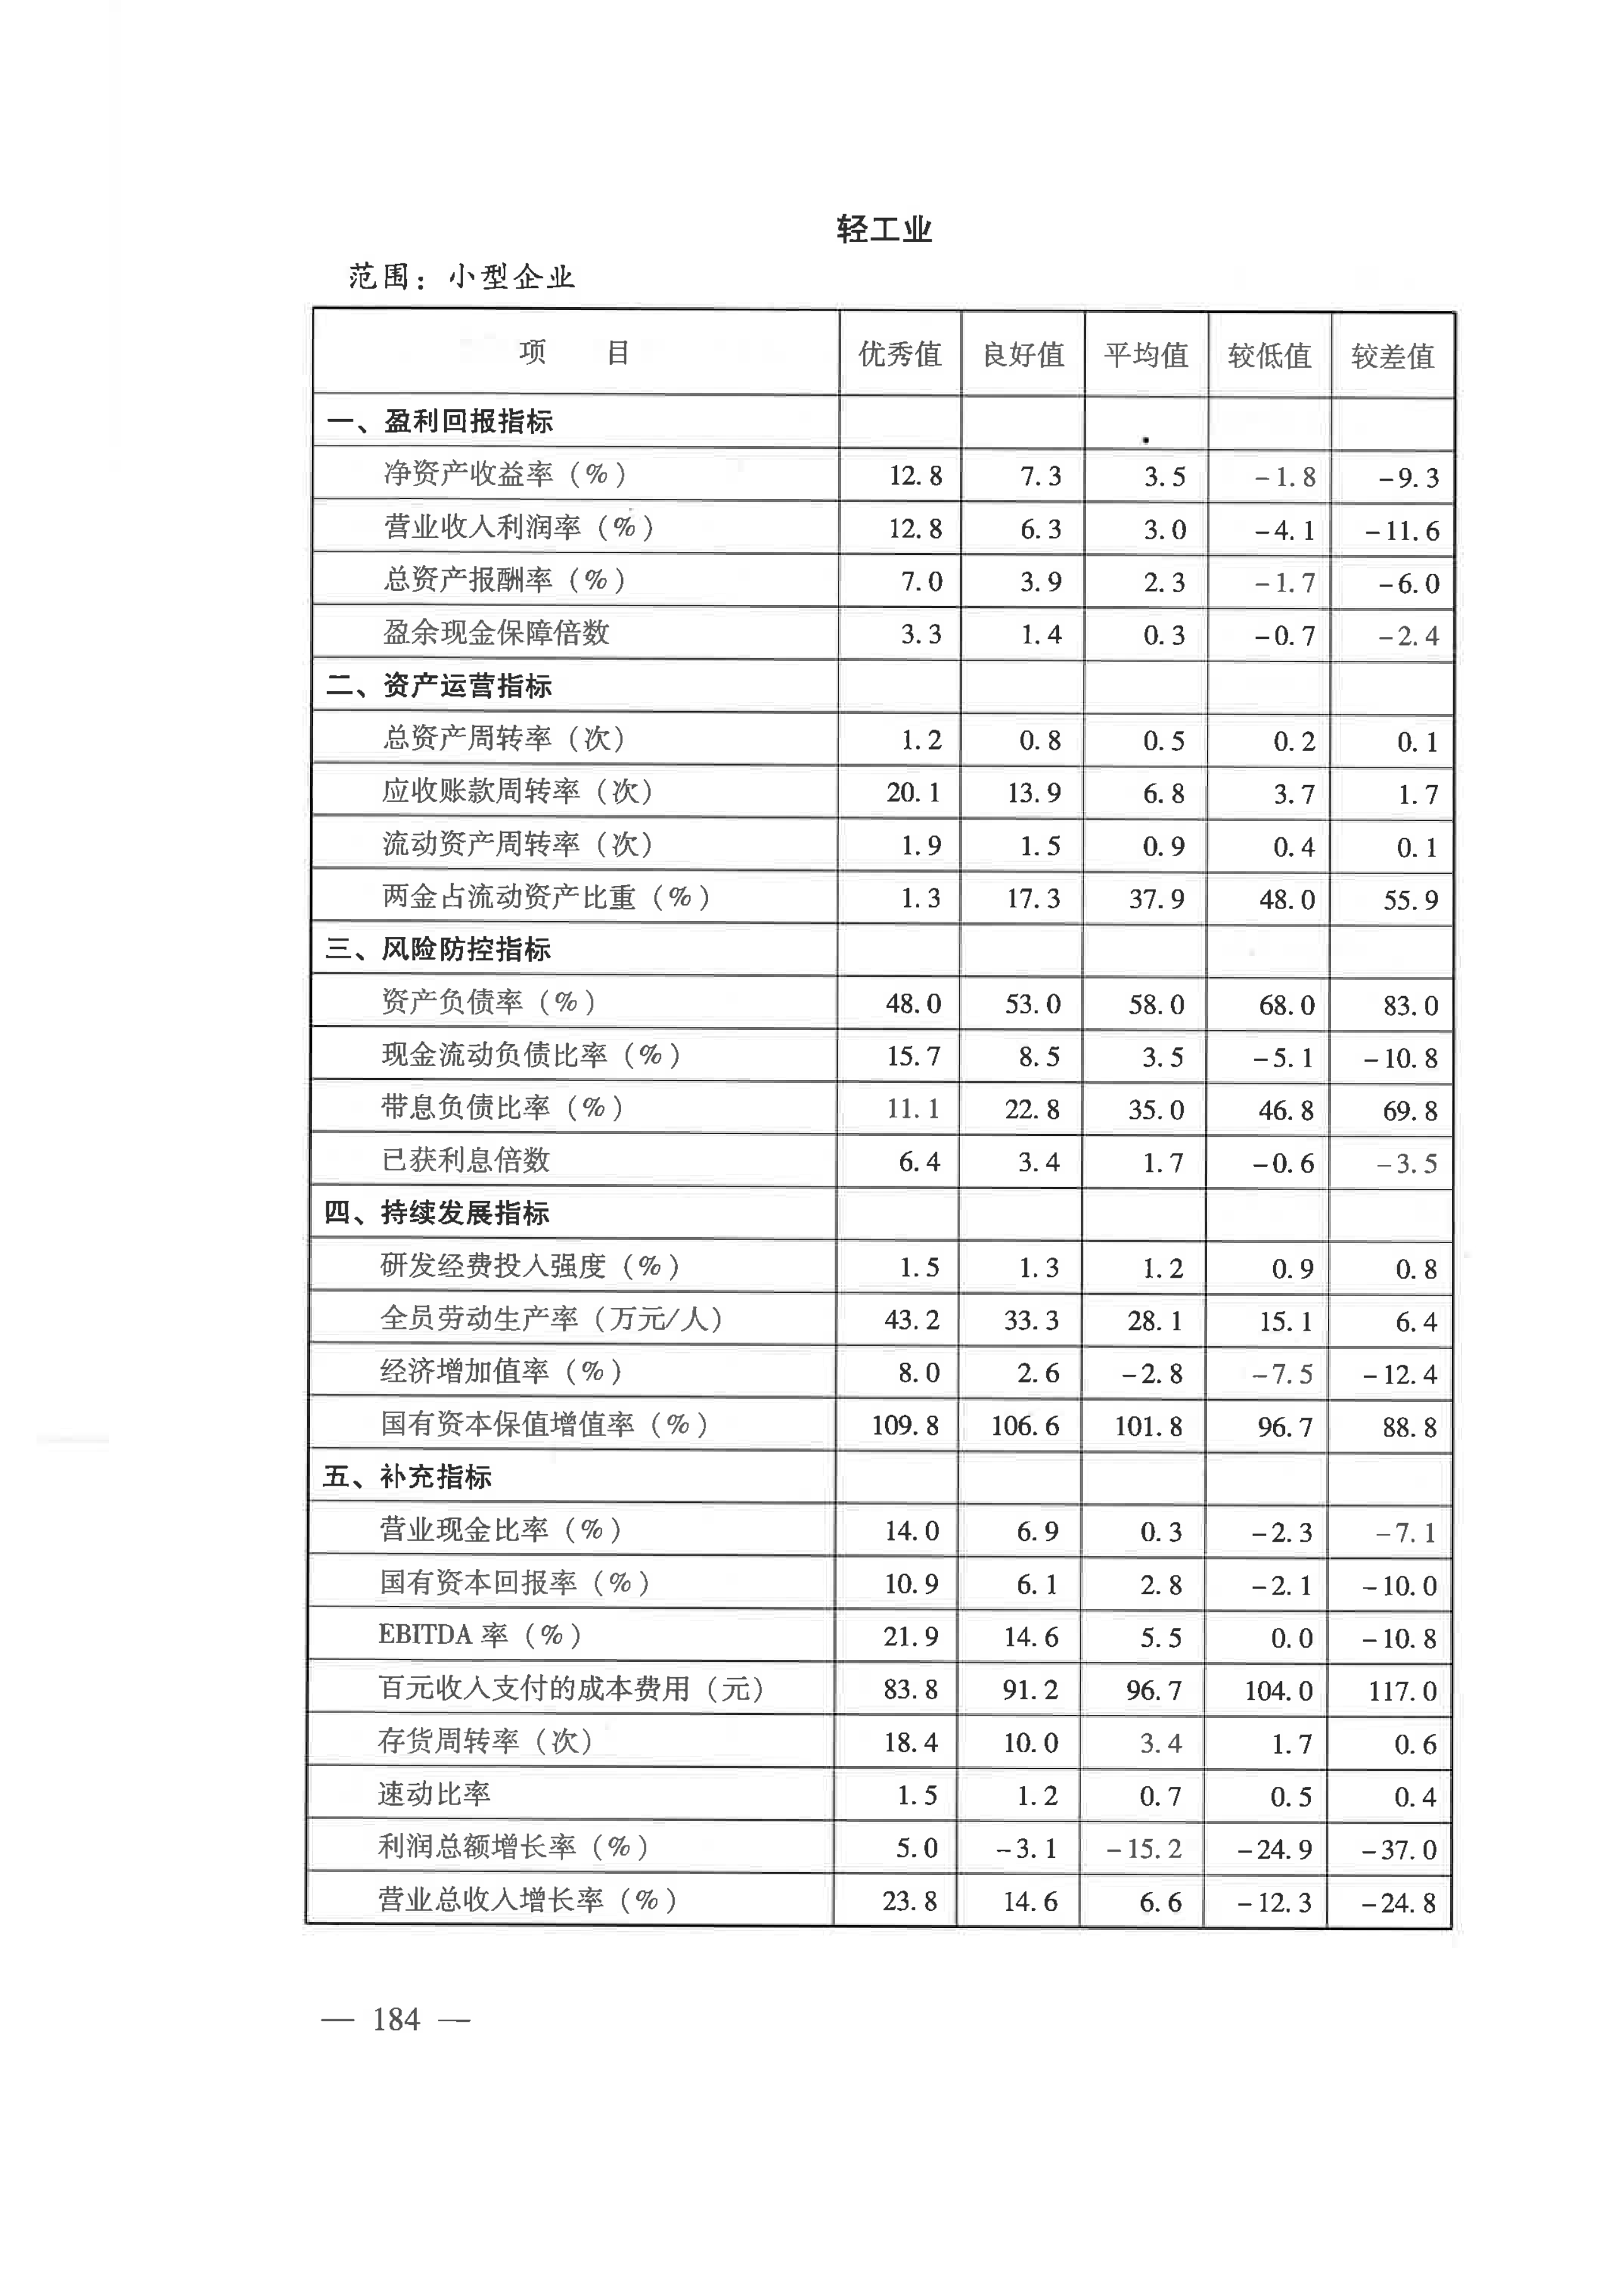 轻工业
范围：小型企业
项 目 优秀值 良好值 平均值 较低值 较差值
一、盈利回报指标
净资产收益率（%） 12.8 7.3 3.5 -1.8 -9.3
营业收入利润率（%） 12.8 6.3 3.0 -4.1 -11.6
总资产报酬率（%） 7.0 3.9 2.3 -1.7 -6.0
盈余现金保障倍数 3.3 1.4 0.3 -0.7 -2.4
二、资产运营指标
总资产周转率（次） 1.2 0.8 0.5 0.2 0.1
应收账款周转率（次） 20.1 13.9 6.8 3.7 1.7
流动资产周转率（次） 1.9 1.5 0.9 0.4 0.1
两金占流动资产比重（%） 1.3 17.3 37.9 48.0 55.9
三、风险防控指标
资产负债率（%） 48.0 53.0 58.0 68.0 83.0
现金流动负债比率（%） 15.7 8.5 3.5 -5.1 -10.8
带息负债比率（%） 11.1 22.8 35.0 46.8 69.8
已获利息倍数 6.4 3.4 1.7 -0.6 -3.5
四、持续发展指标
研发经费投入强度（%） 1.5 1.3 1.2 0.9 0.8
全员劳动生产率（万元/人） 43.2 33.3 28.1 15.1 6.4
经济增加值率（%） 8.0 2.6 -2.8 -7.5 -12.4
国有资本保值增值率（%） 109.8 106.6 101.8 96.7 88.8
五、补充指标
营业现金比率（%） 14.0 6.9 0.3 -2.3 -7.1
国有资本回报率（%） 10.9 6.1 2.8 -2.1 -10.0
EBITDA 率（%） 21.9 14.6 5.5 0.0 -10.8
百元收入支付的成本费用（元） 83.8 91.2 96.7 104.0 117.0
存货周转率（次） 18.4 10.0 3.4 1.7 0.6
速动比率 1.5 1.2 0.7 0.5 0.4
利润总额增长率（%） 5.0 -3.1 -15.2 -24.9 -37.0
营业总收入增长率（%） 23.8 14.6 6.6 -12.3 -24.8
— 184 —